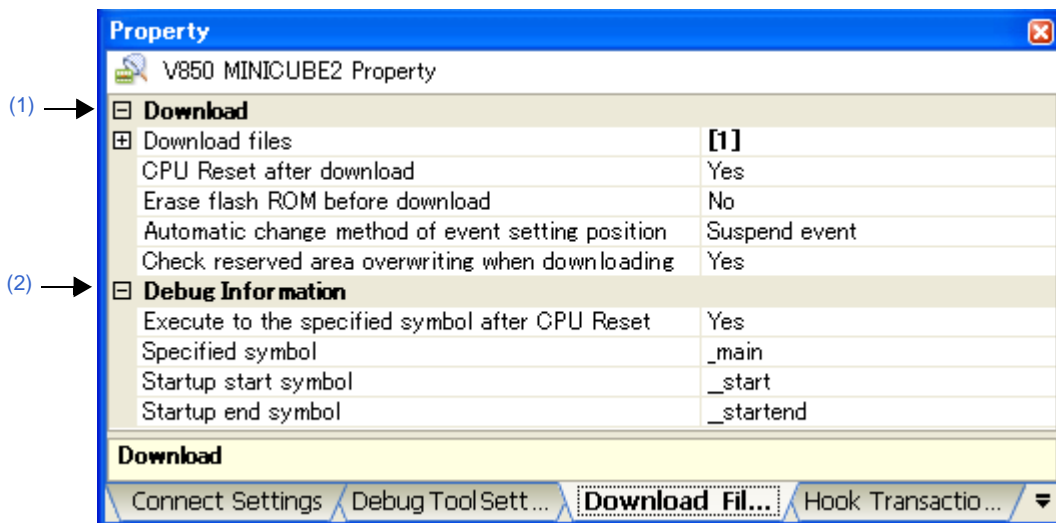 Property
V850 MINICUBE2 Property
(1) Download
Download files [1]
CPU Reset after download Yes
Erase flash ROM before download No
Automatic change method of event setting position Suspend event
Check reserved area overwriting when downloading Yes
(2) Debug Information
Execute to the specified symbol after CPU Reset Yes
Specified symbol _main
Startup start symbol __start
Startup end symbol __startend
Download
Connect Settings Debug Tool Sett... Download Fil... Hook Transactio...